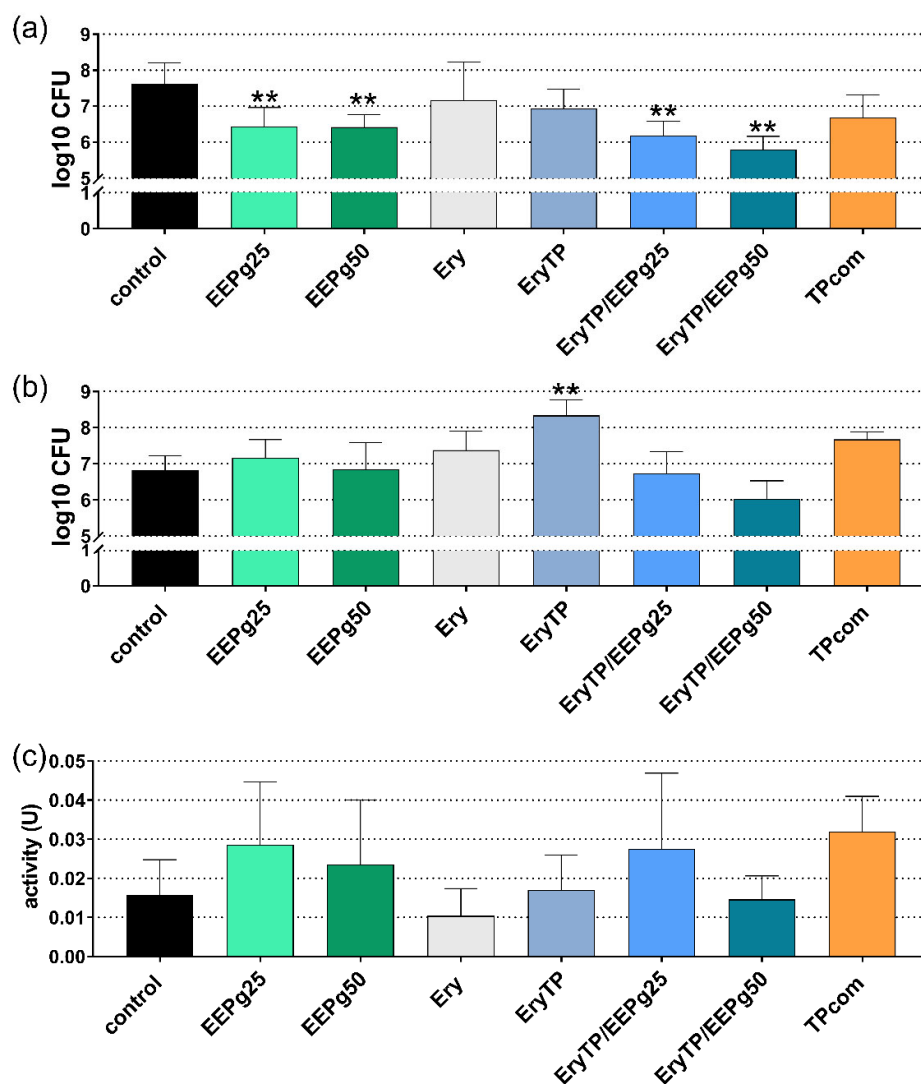 (a)
log10 CFU
9
8
7
6
5
1
0
** ** ** **
control EEPg25 EEPg50 Ery EryTP EryTP/EEPg25 EryTP/EEPg50 TPcom
(b)
log10 CFU
9
8
7
6
5
1
0
**
control EEPg25 EEPg50 Ery EryTP EryTP/EEPg25 EryTP/EEPg50 TPcom
(c)
activity (U)
0.05
0.04
0.03
0.02
0.01
0.00
control EEPg25 EEPg50 Ery EryTP EryTP/EEPg25 EryTP/EEPg50 TPcom